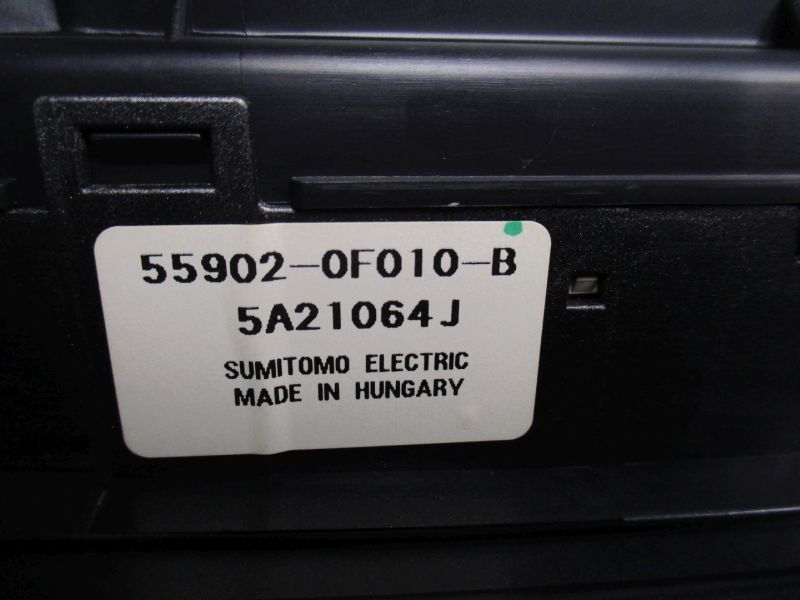 55902-0F010-B
5A21064J
SUMITOMO ELECTRIC
MADE IN HUNGARY